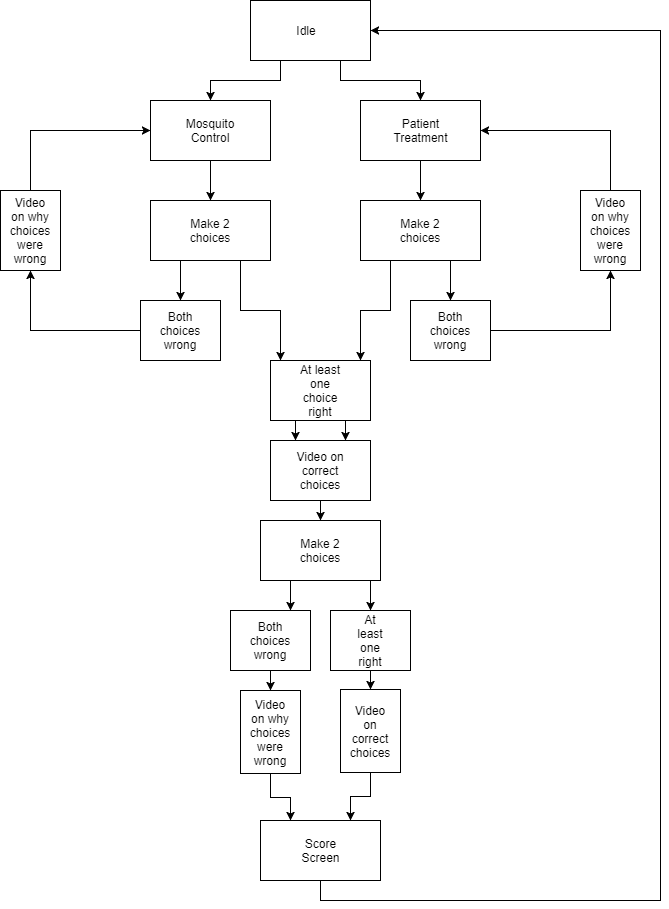 Idle
Mosquito
Control
Patient
Treatment
Video
on why
choices
were
wrong
Make 2
choices
Make 2
choices
Video
on why
choices
were
wrong
Both
choices
wrong
Both
choices
wrong
At least
one
choice
right
Video on
correct
choices
Make 2
choices
Both
choices
wrong
At
least
one
right
Video
on why
choices
were
wrong
Video
on
correct
choices
Score
Screen